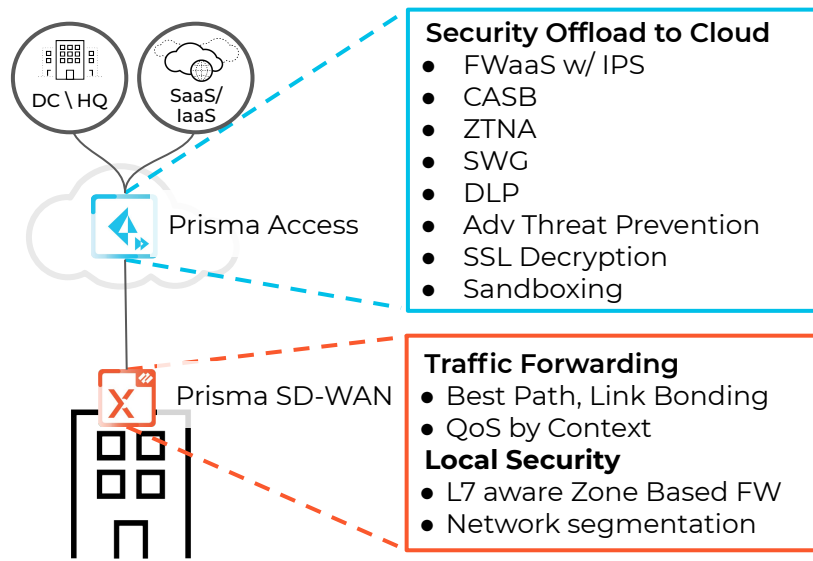 DC \ HQ
SaaS/
IaaS
Prisma Access
Security Offload to Cloud
● FWaaS w/ IPS
● CASB
● ZTNA
● SWG
● DLP
● Adv Threat Prevention
● SSL Decryption
● Sandboxing
Prisma SD-WAN
Traffic Forwarding
● Best Path, Link Bonding
● QoS by Context
Local Security
● L7 aware Zone Based FW
● Network segmentation